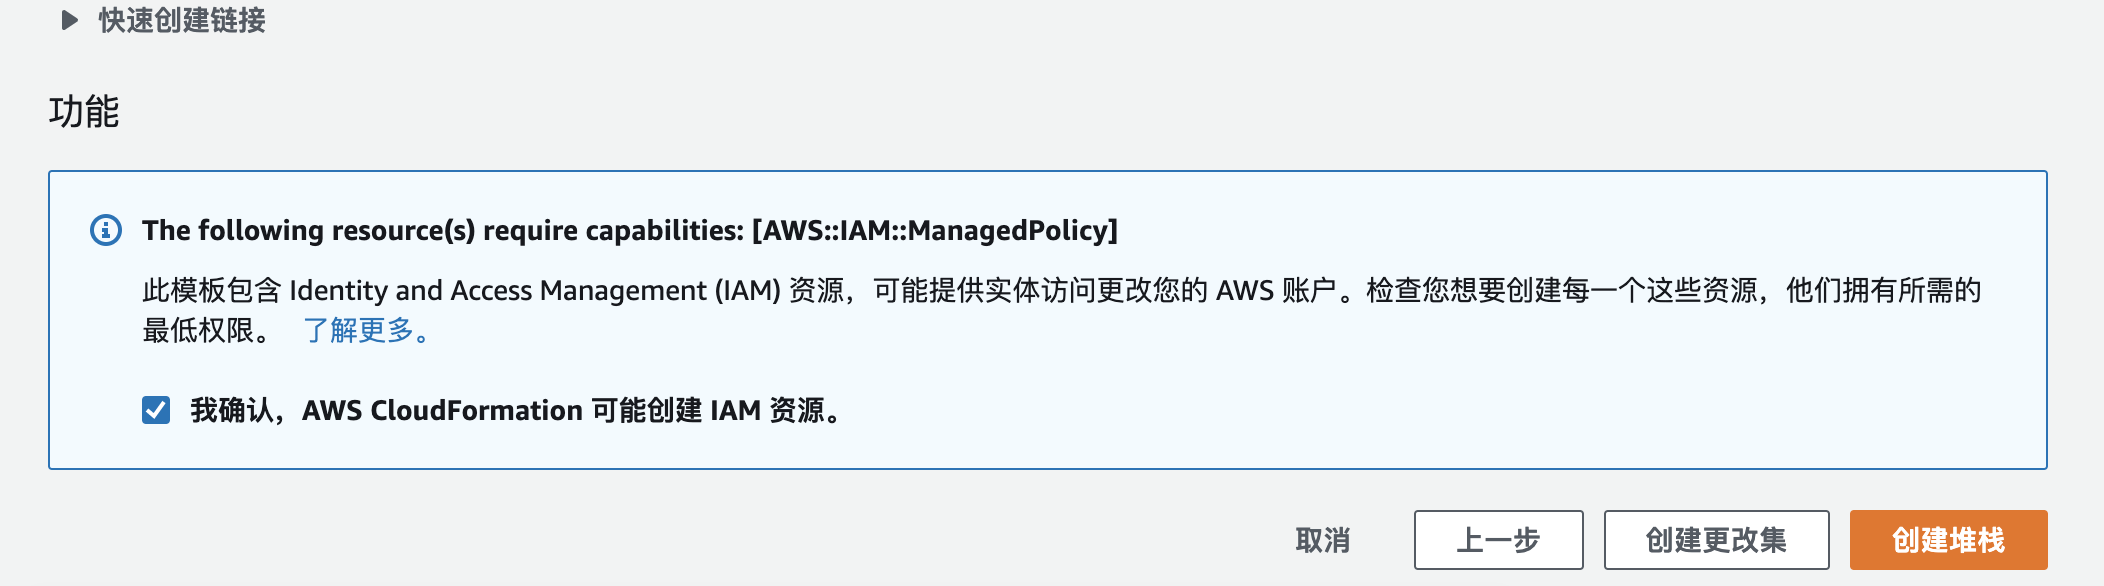 快速创建链接
功能
The following resource(s) require capabilities: [AWS::IAM::ManagedPolicy]
此模板包含 Identity and Access Management (IAM) 资源，可能提供实体访问更改您的 AWS 账户。检查您想要创建每一个这些资源，他们拥有所需的
最低权限。 了解更多。
我确认，AWS CloudFormation 可能创建 IAM 资源。
取消 上一步 创建更改集 创建堆栈